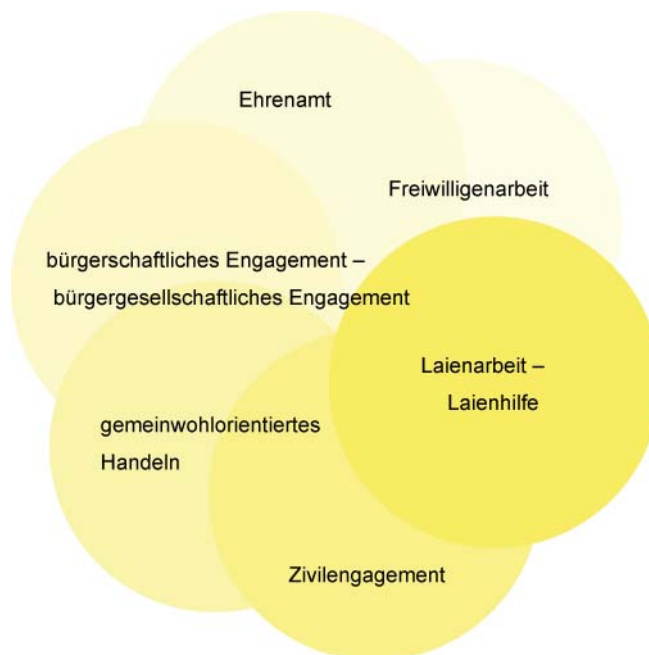 Ehrenamt
Freiwilligenarbeit
bürgerschaftliches Engagement –
bürgergesellschaftliches Engagement
Laienarbeit –
Laienhilfe
gemeinwohlorientiertes
Handeln
Zivilengagement